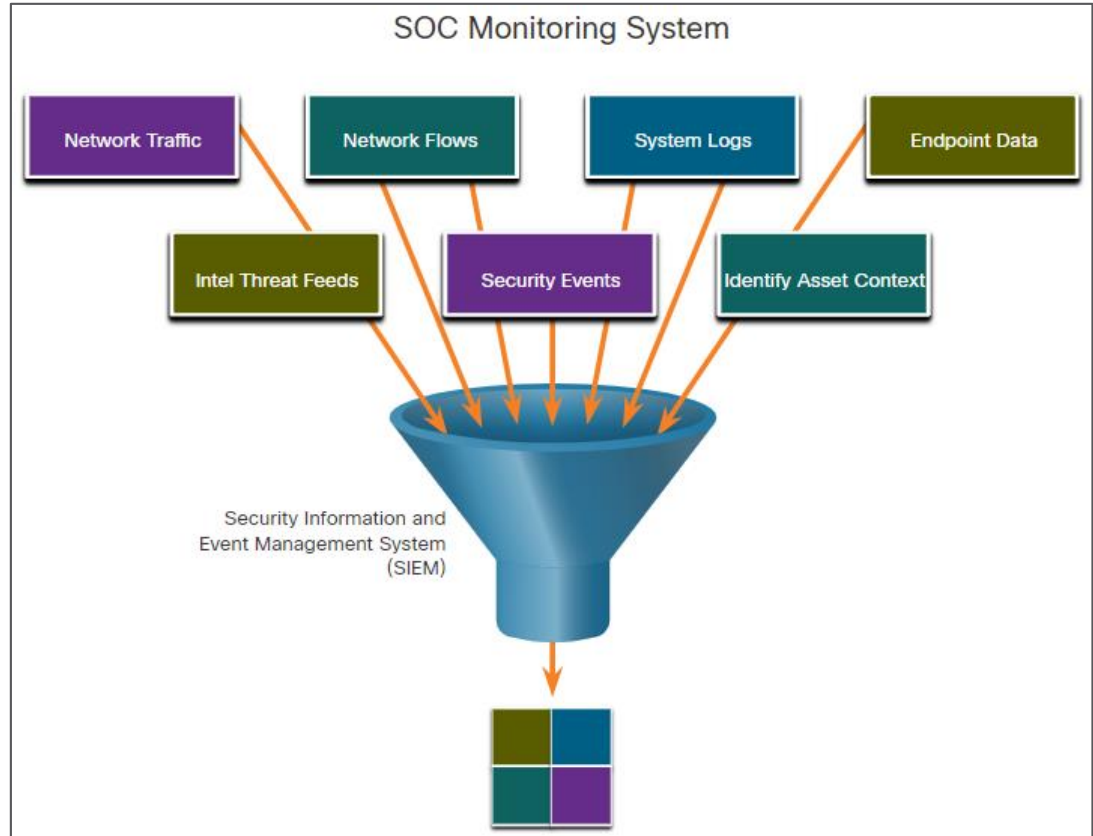 SOC Monitoring System
Network Traffic
Network Flows
System Logs
Endpoint Data
Intel Threat Feeds
Security Events
Identify Asset Context
Security Information and
Event Management System
(SIEM)